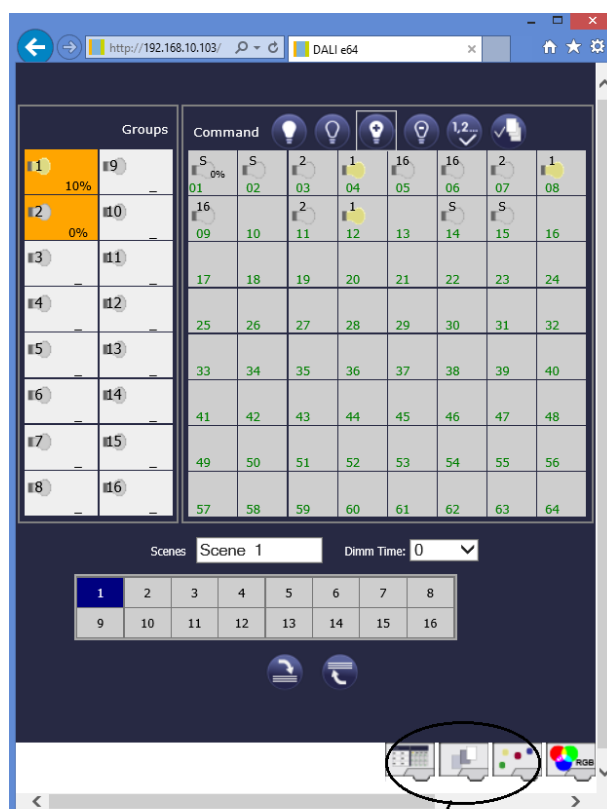 http://192.168.10.103/
DALI e64
Groups
Command
1,2...
1 10%
9 _
2 0%
10 _
3 _
11 _
4 _
12 _
5 _
13 _
6 _
14 _
7 _
15 _
8 _
16 _
S 0% S 2 1 16 16 2 1
01 02 03 04 05 06 07 08
16 2 1 S S
09 10 11 12 13 14 15 16
17 18 19 20 21 22 23 24
25 26 27 28 29 30 31 32
33 34 35 36 37 38 39 40
41 42 43 44 45 46 47 48
49 50 51 52 53 54 55 56
57 58 59 60 61 62 63 64
Scenes Scene 1 Dimm Time: 0
1 2 3 4 5 6 7 8
9 10 11 12 13 14 15 16
RGB